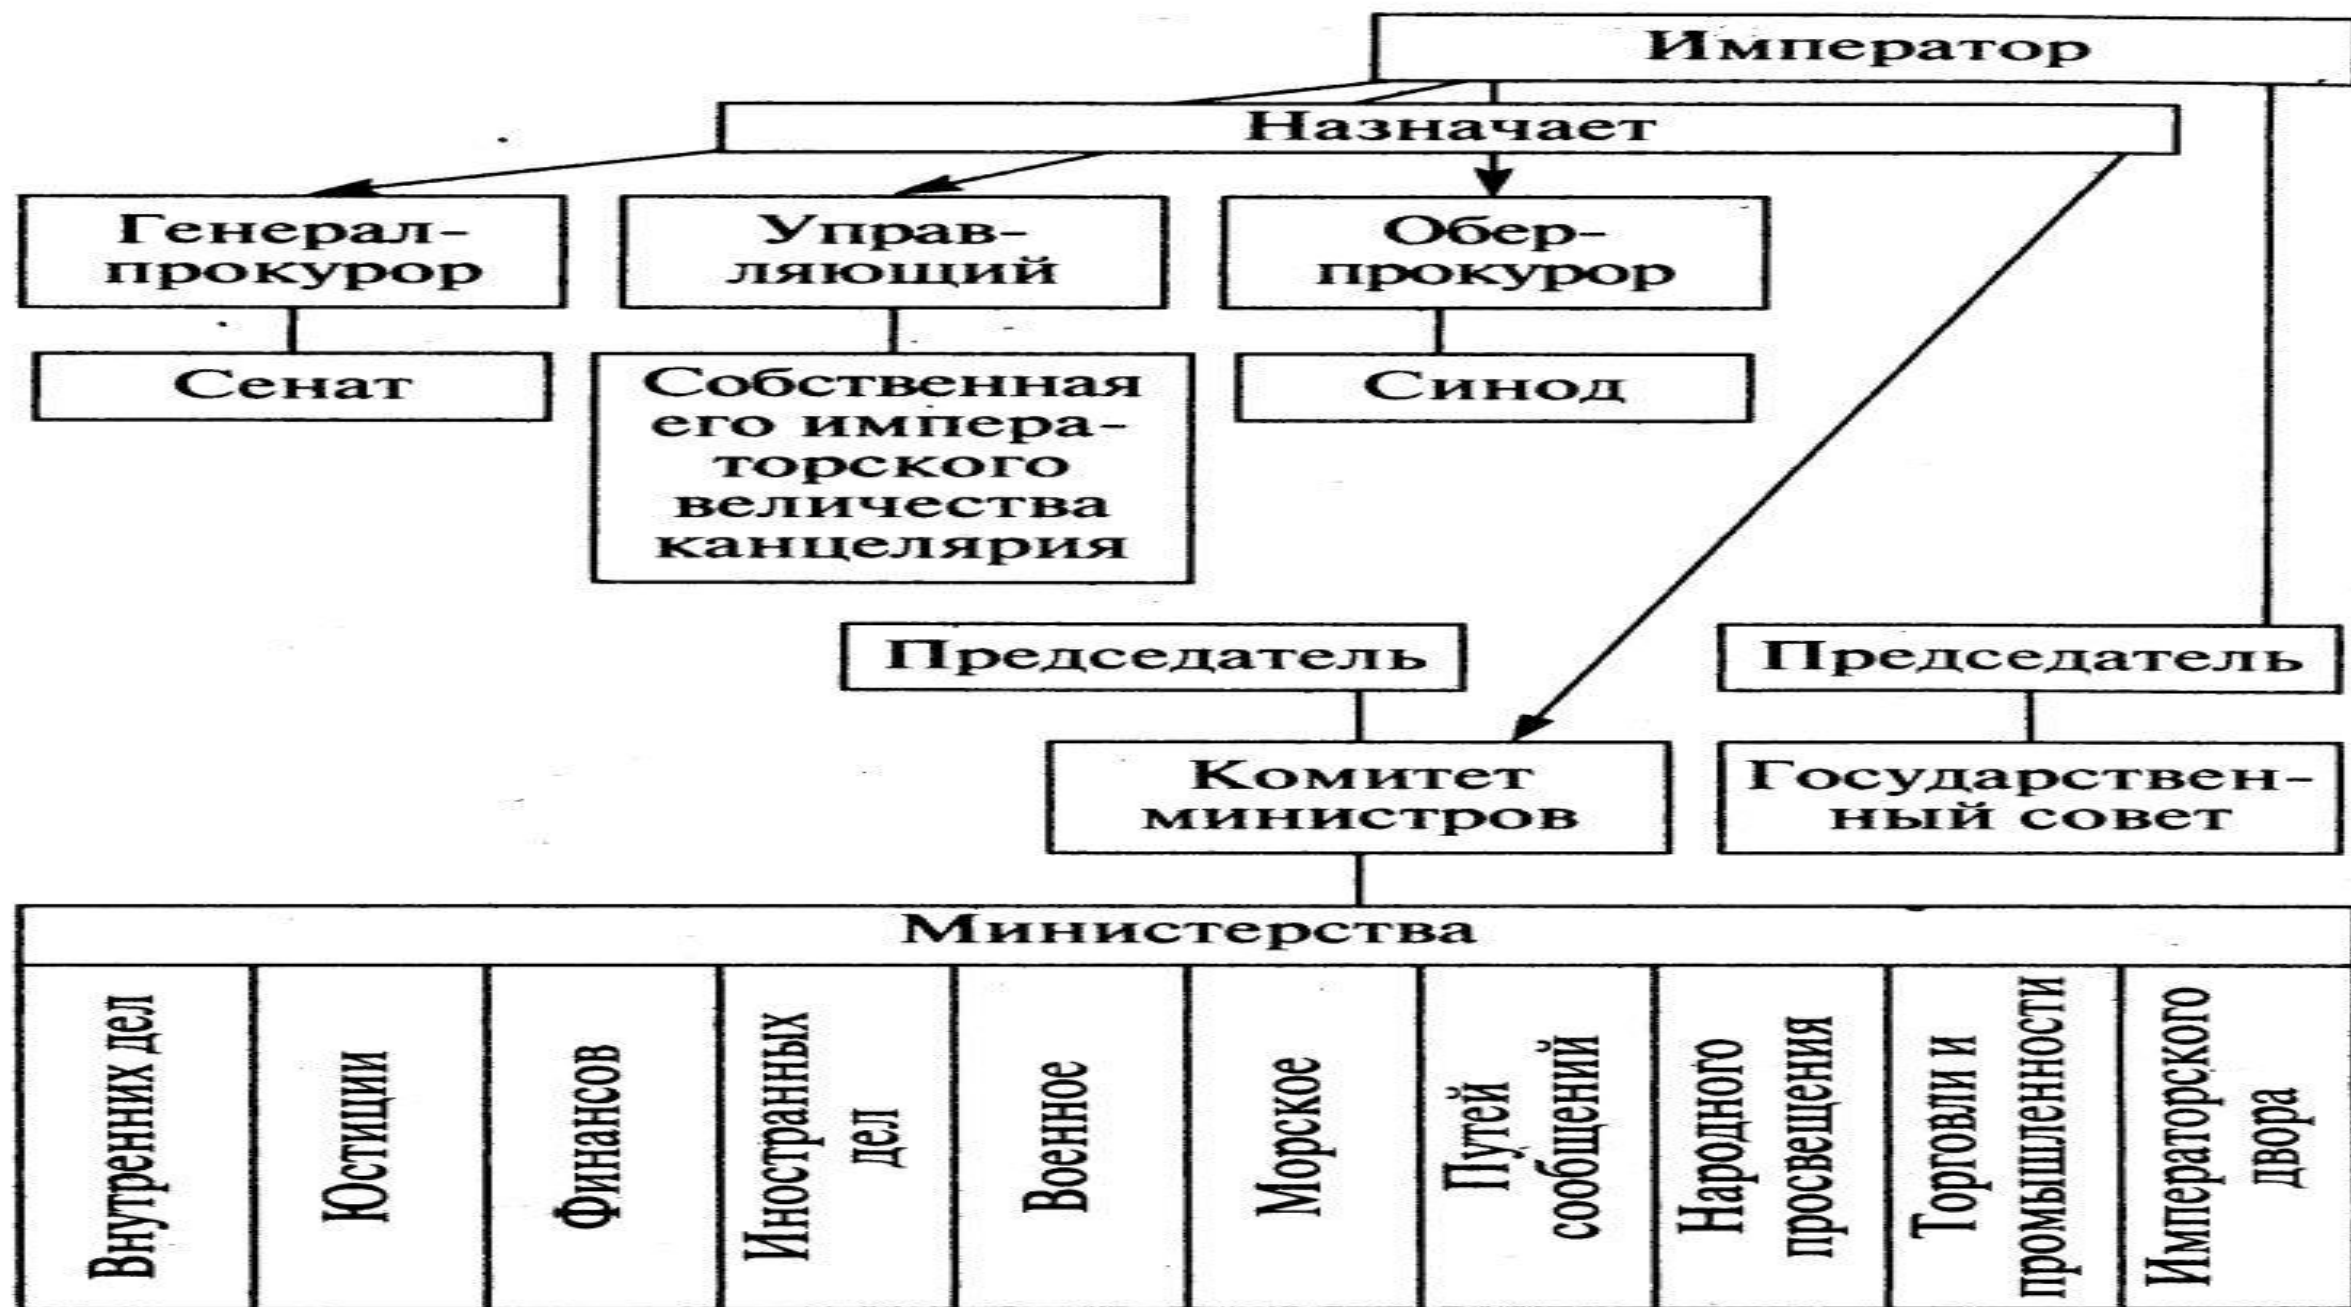 Император
Назначает
Генерал-
прокурор
Управ-
ляющий
Обер-
прокурор
Сенат
Собственная
его импера-
торского
величества
канцелярия
Синод
Председатель
Председатель
Комитет
министров
Государствен-
ный совет
Министерства
Внутренних дел
Юстиции
Финансов
Иностранных
дел
Военное
Морское
Путей
сообщений
Народного
просвещения
Торговли и
промышленности
Императорского
двора